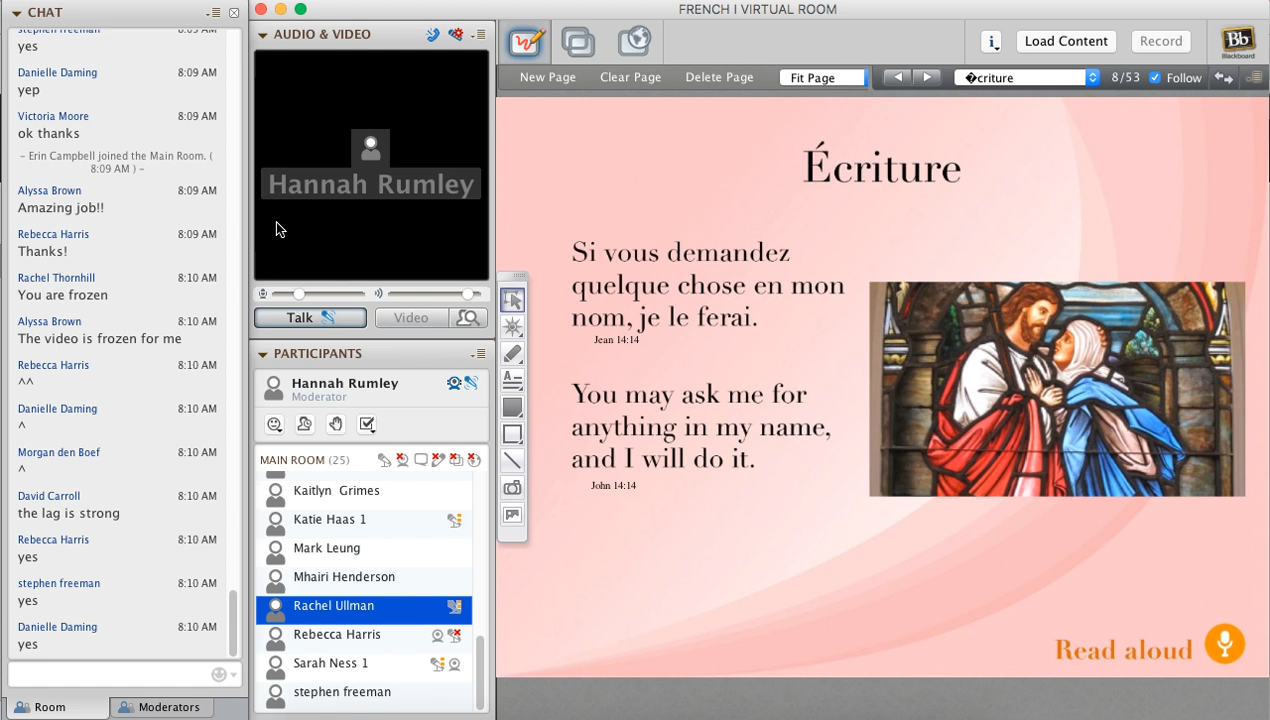 CHAT
stephen freeman 8:09 AM
yes
Danielle Daming 8:09 AM
yep
Victoria Moore 8:09 AM
ok thanks
– Erin Campbell joined the Main Room. (
8:09 AM ) –
Alyssa Brown 8:09 AM
Amazing job!!
Rebecca Harris 8:09 AM
Thanks!
Rachel Thornhill 8:10 AM
You are frozen
Alyssa Brown 8:10 AM
The video is frozen for me
Rebecca Harris 8:10 AM
^^
Danielle Daming 8:10 AM
^
Morgan den Boef 8:10 AM
^
David Carroll 8:10 AM
the lag is strong
Rebecca Harris 8:10 AM
yes
stephen freeman 8:10 AM
yes
Danielle Daming 8:10 AM
yes
Room Moderators
AUDIO & VIDEO
Hannah Rumley
Talk Video
PARTICIPANTS
Hannah Rumley
Moderator
MAIN ROOM (25)
Kaitlyn Grimes
Katie Haas 1
Mark Leung
Mhairi Henderson
Rachel Ullman
Rebecca Harris
Sarah Ness 1
stephen freeman
FRENCH I VIRTUAL ROOM
i Load Content Record Bb
Blackboard
New Page Clear Page Delete Page Fit Page �criture 8/53 Follow
Écriture
Si vous demandez
quelque chose en mon
nom, je le ferai.
Jean 14:14
You may ask me for
anything in my name,
and I will do it.
John 14:14
Read aloud